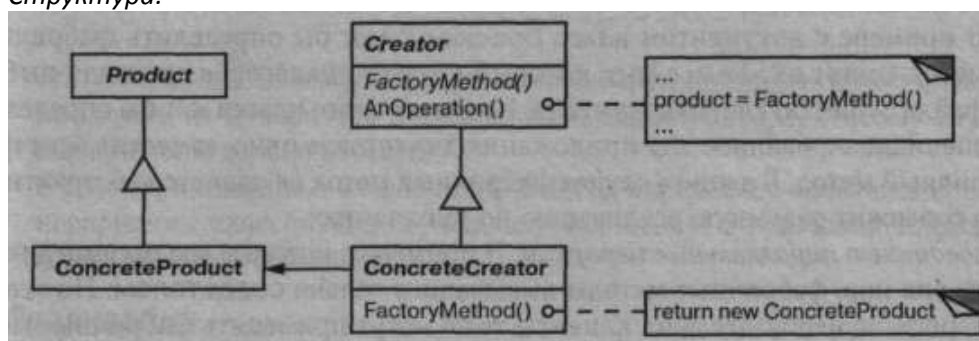 Структура:
Product
Creator
FactoryMethod()
AnOperation()
...
product = FactoryMethod()
...
ConcreteProduct
ConcreteCreator
FactoryMethod()
return new ConcreteProduct